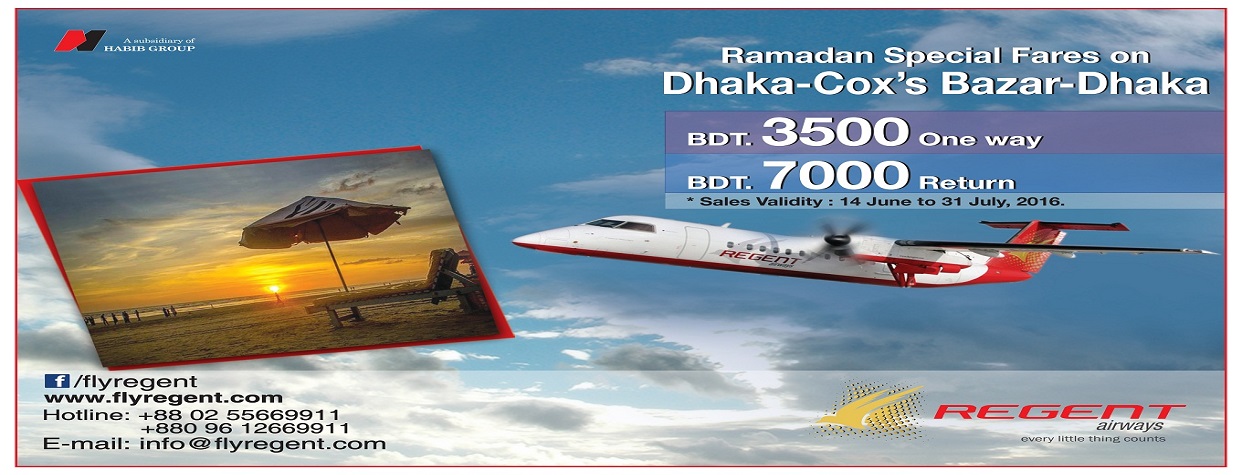 A subsidiary of
HABIB GROUP
Ramadan Special Fares on
Dhaka-Cox's Bazar-Dhaka
BDT. 3500 One way
BDT. 7000 Return
* Sales Validity : 14 June to 31 July, 2016.
REGENT
airways
f/flyregent
www.flyregent.com
Hotline: +88 02 55669911
+880 96 12669911
E-mail: info@flyregent.com
REGENT
airways
every little thing counts